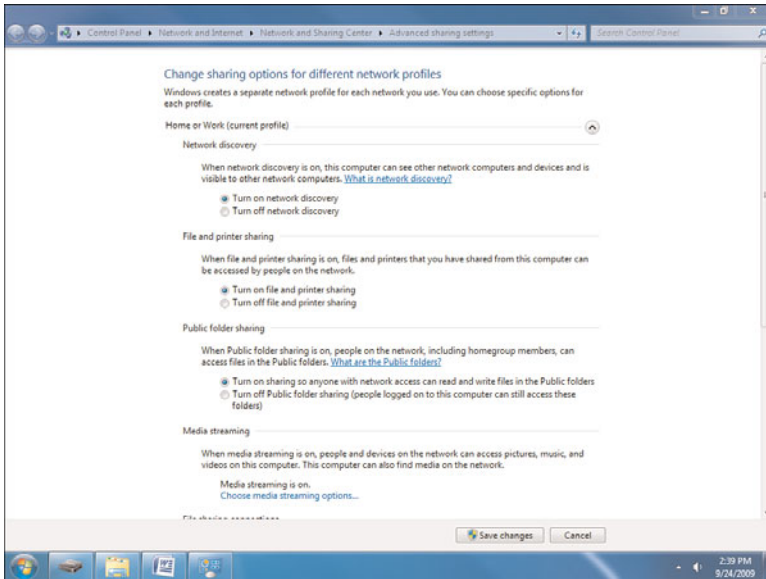 Control Panel ▸ Network and Internet ▸ Network and Sharing Center ▸ Advanced sharing settings
Search Control Panel
Change sharing options for different network profiles
Windows creates a separate network profile for each network you use. You can choose specific options for
each profile.
Home or Work (current profile)
Network discovery
When network discovery is on, this computer can see other network computers and devices and is
visible to other network computers. What is network discovery?
Turn on network discovery
Turn off network discovery
File and printer sharing
When file and printer sharing is on, files and printers that you have shared from this computer can
be accessed by people on the network.
Turn on file and printer sharing
Turn off file and printer sharing
Public folder sharing
When Public folder sharing is on, people on the network, including homegroup members, can
access files in the Public folders. What are the Public folders?
Turn on sharing so anyone with network access can read and write files in the Public folders
Turn off Public folder sharing (people logged on to this computer can still access these
folders)
Media streaming
When media streaming is on, people and devices on the network can access pictures, music, and
videos on this computer. This computer can also find media on the network.
Media streaming is on.
Choose media streaming options...
File sharing connections
Save changes
Cancel
2:39 PM
9/24/2009